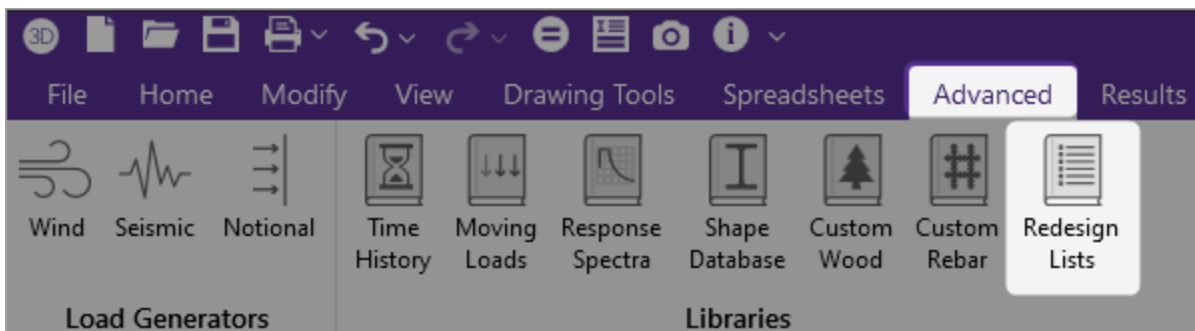 3D
File Home Modify View Drawing Tools Spreadsheets Advanced Results
Wind Seismic Notional Time Moving Response Shape Custom Custom Redesign
History Loads Spectra Database Wood Rebar Lists
Load Generators Libraries